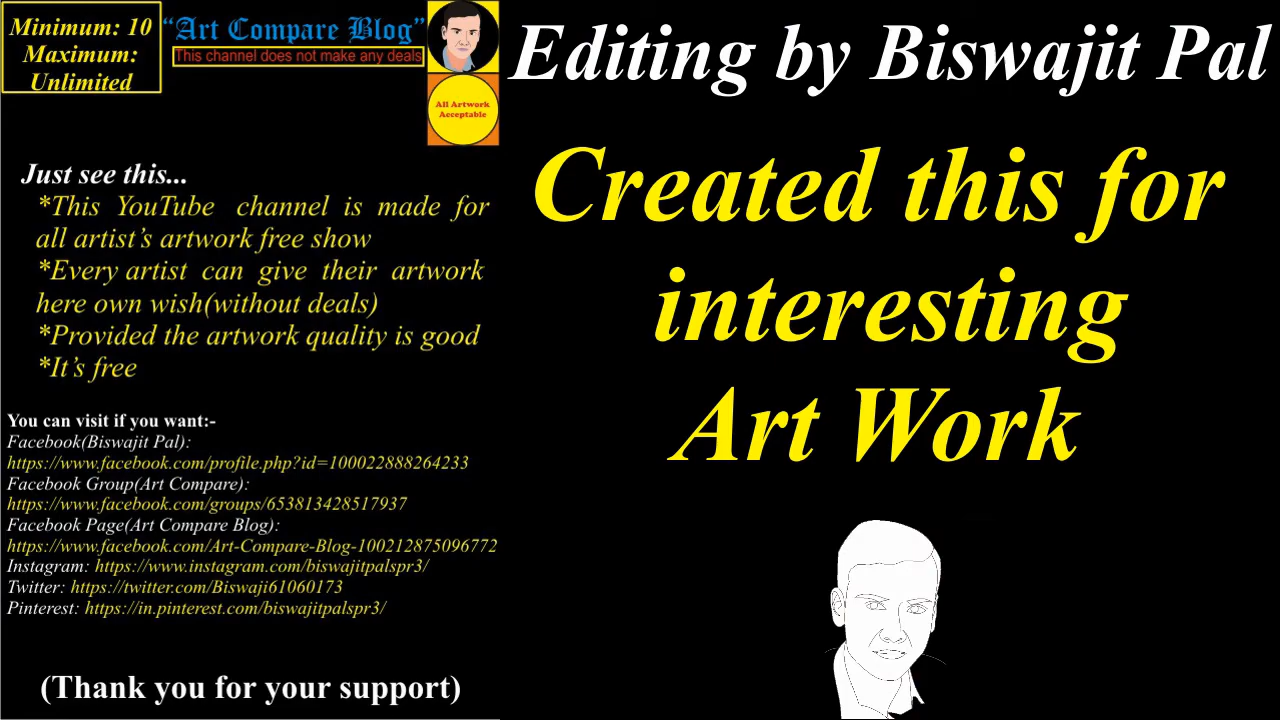 Minimum: 10
Maximum:
Unlimited
“Art Compare Blog”
This channel does not make any deals
All Artwork
Acceptable
Just see this...
*This YouTube channel is made for
all artist’s artwork free show
*Every artist can give their artwork
here own wish(without deals)
*Provided the artwork quality is good
*It’s free
You can visit if you want:-
Facebook(Biswajit Pal):
https://www.facebook.com/profile.php?id=100022888264233
Facebook Group(Art Compare):
https://www.facebook.com/groups/653813428517937
Facebook Page(Art Compare Blog):
https://www.facebook.com/Art-Compare-Blog-100212875096772
Instagram: https://www.instagram.com/biswajitpalspr3/
Twitter: https://twitter.com/Biswaji61060173
Pinterest: https://in.pinterest.com/biswajitpalspr3/
(Thank you for your support)
Editing by Biswajit Pal
Created this for
interesting
Art Work